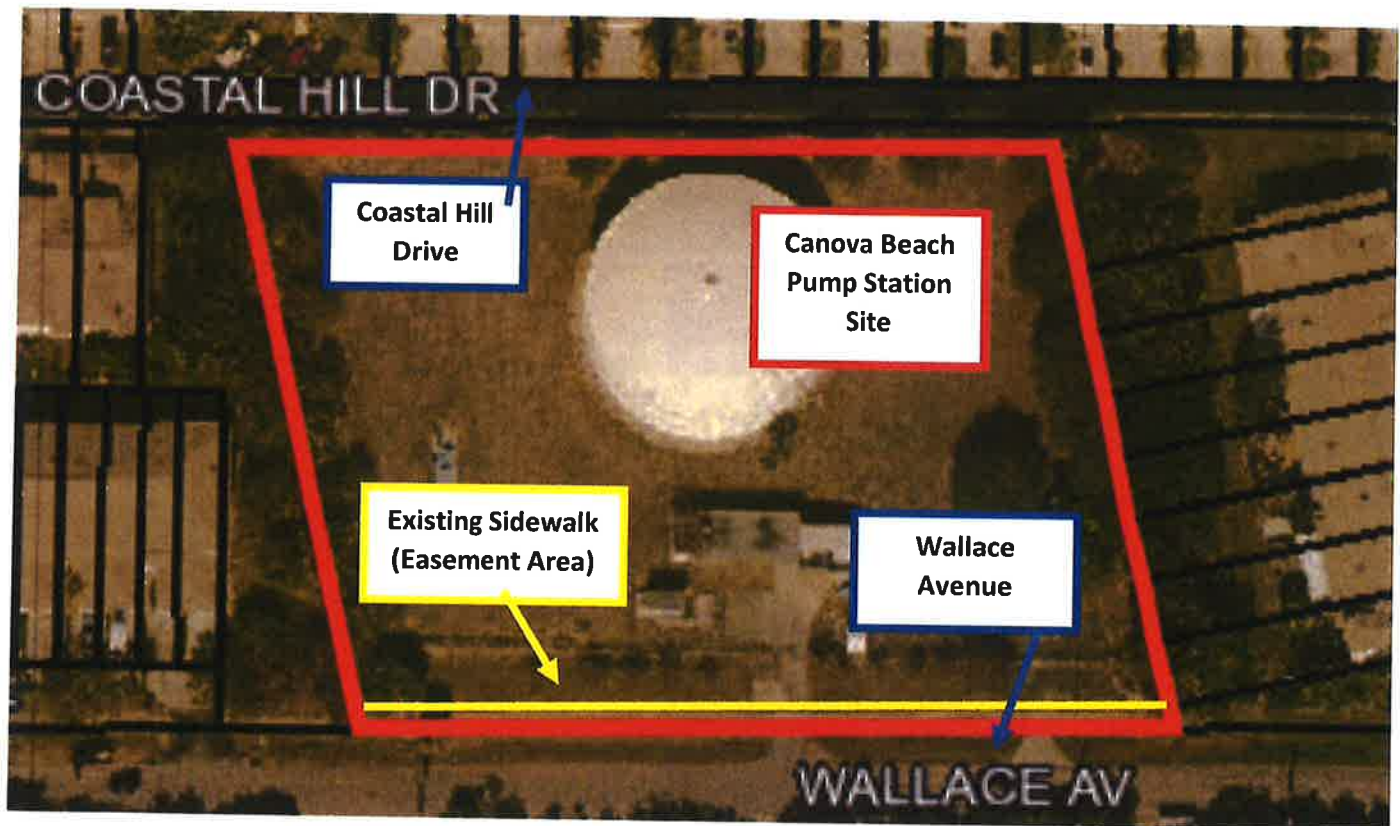 COASTAL HILL DR
Coastal Hill
Drive
Canova Beach
Pump Station
Site
Existing Sidewalk
(Easement Area)
Wallace
Avenue
WALLACE AV